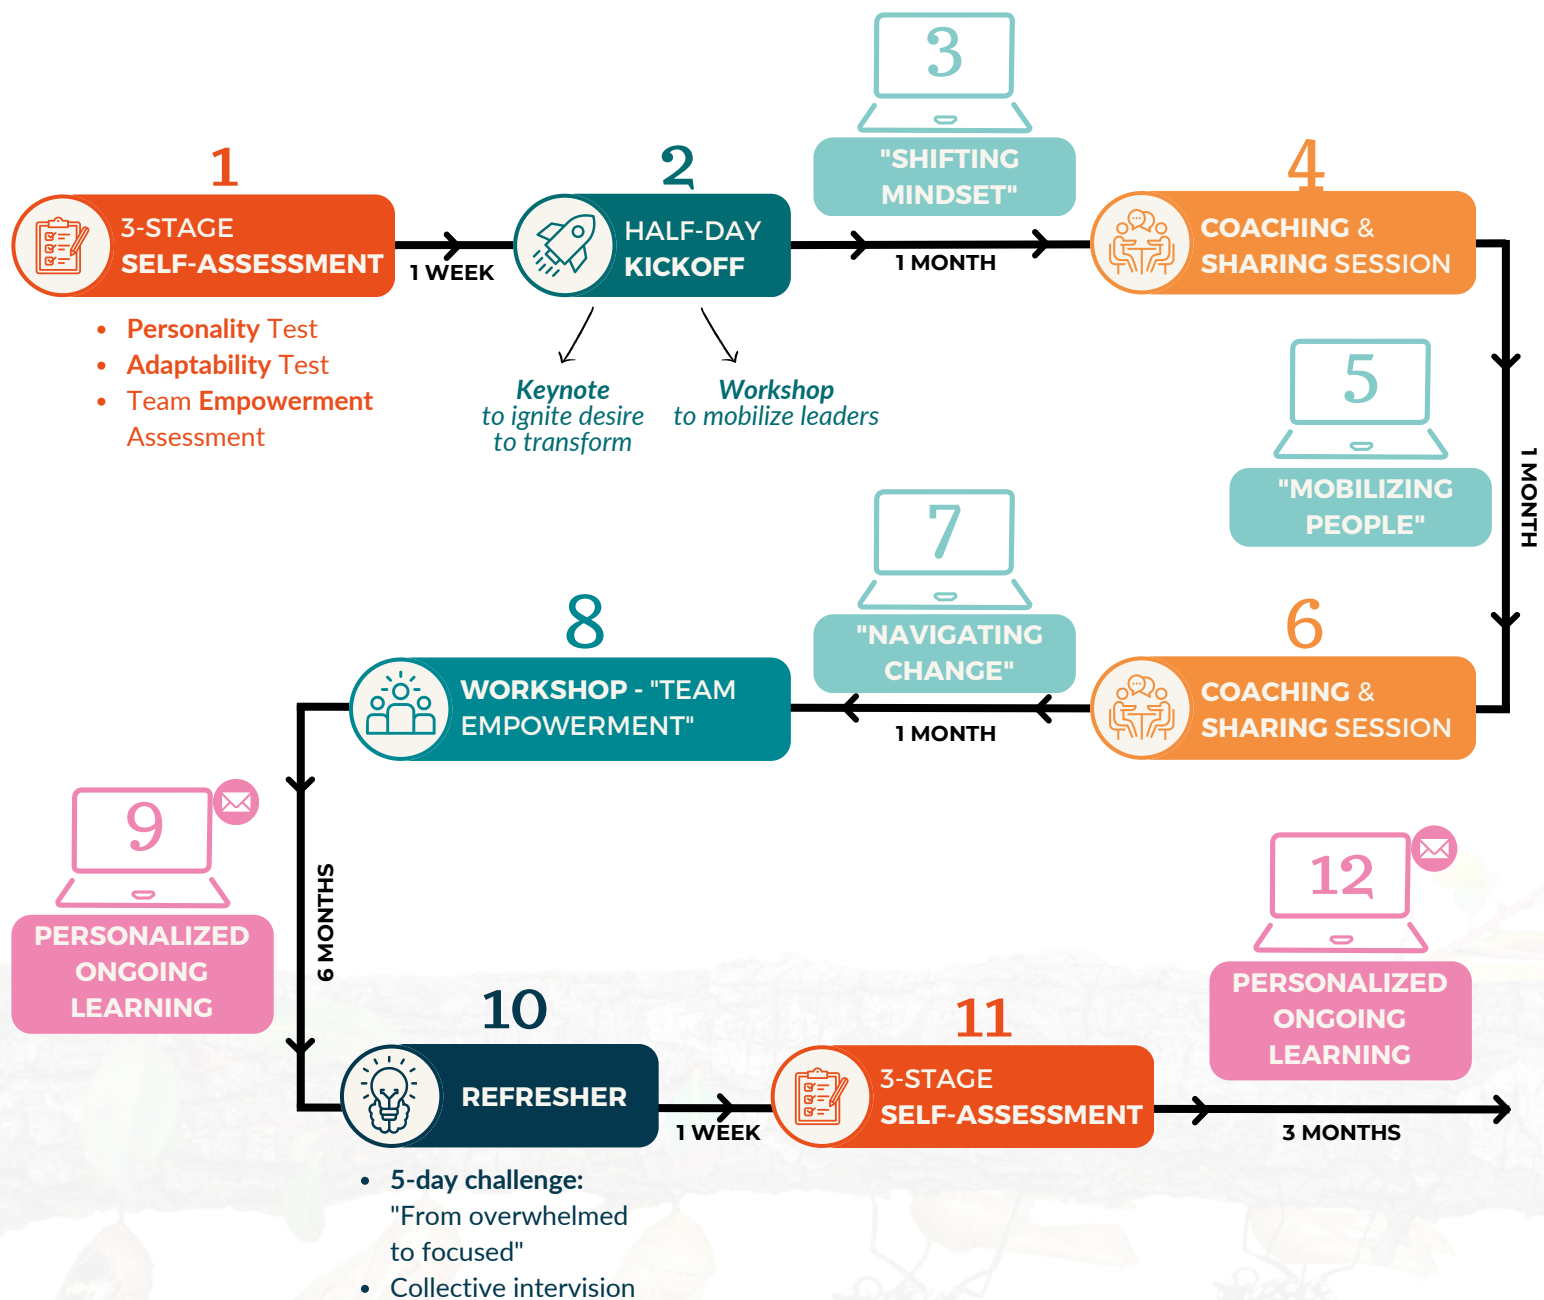 1
3-STAGE
SELF-ASSESSMENT
• Personality Test
• Adaptability Test
• Team Empowerment
Assessment
1 WEEK
2
HALF-DAY
KICKOFF
Keynote
to ignite desire
to transform
Workshop
to mobilize leaders
3
"SHIFTING
MINDSET"
1 MONTH
4
COACHING &
SHARING SESSION
5
"MOBILIZING
PEOPLE"
1 MONTH
6
COACHING &
SHARING SESSION
7
"NAVIGATING
CHANGE"
1 MONTH
8
WORKSHOP - "TEAM
EMPOWERMENT"
9
PERSONALIZED
ONGOING
LEARNING
6 MONTHS
10
REFRESHER
• 5-day challenge:
"From overwhelmed
to focused"
• Collective intervision
1 WEEK
11
3-STAGE
SELF-ASSESSMENT
12
PERSONALIZED
ONGOING
LEARNING
3 MONTHS